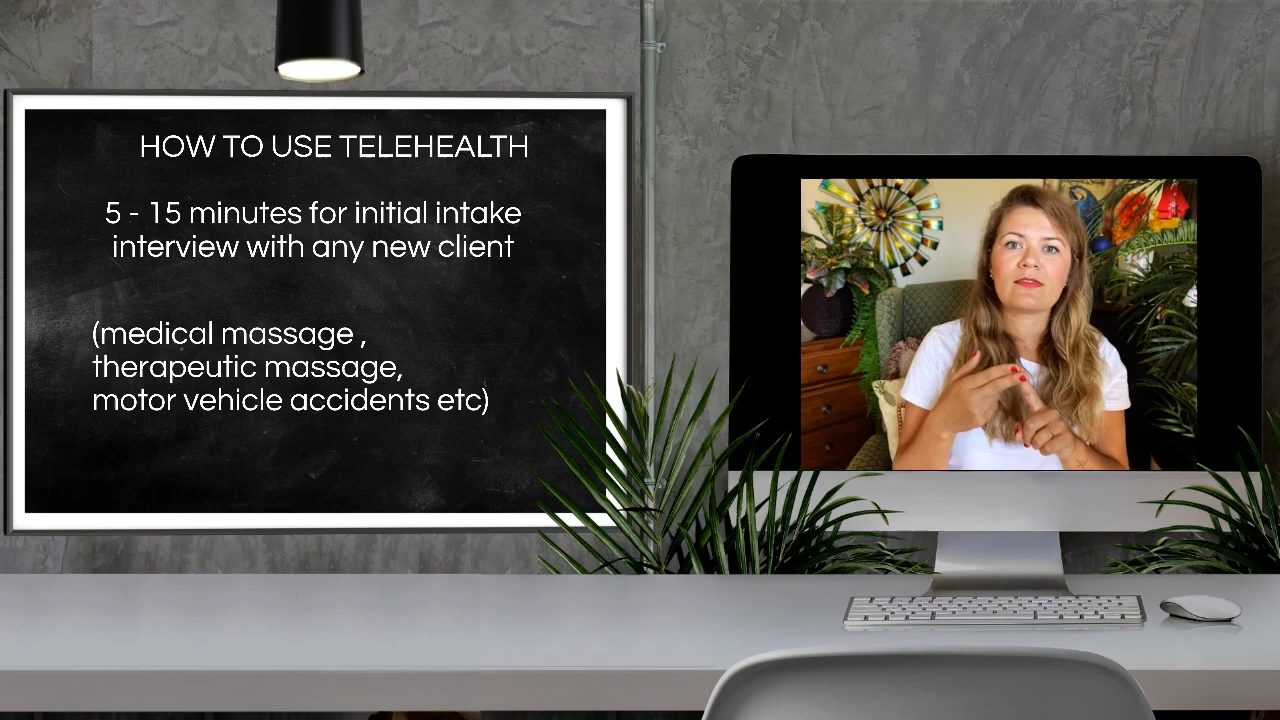 HOW TO USE TELEHEALTH
5 - 15 minutes for initial intake
interview with any new client
(medical massage ,
therapeutic massage,
motor vehicle accidents etc)